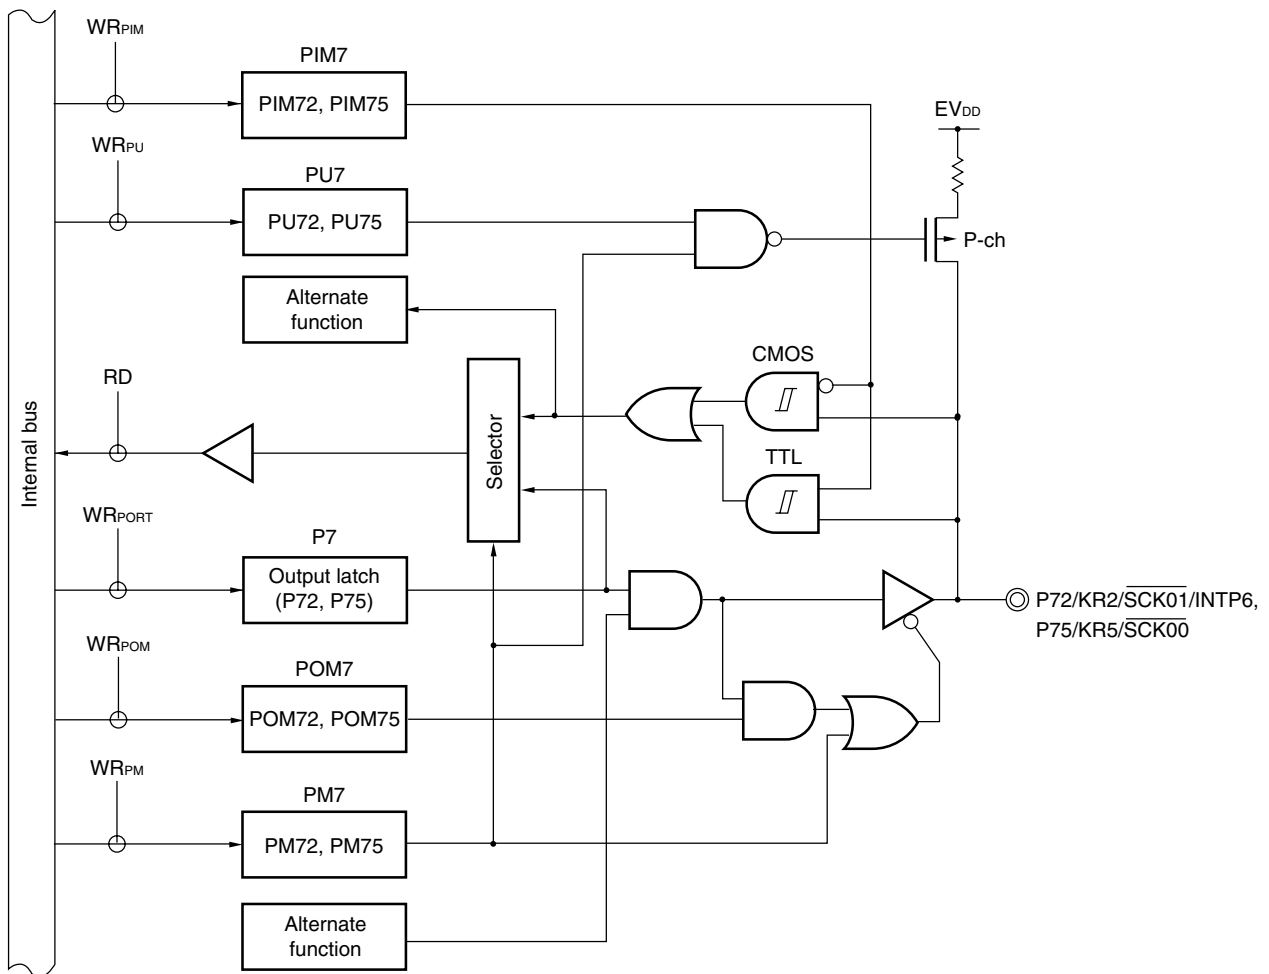 WRPIM
PIM7
PIM72, PIM75
EVDD
WRPU
PU7
PU72, PU75
P-ch
Alternate
function
CMOS
RD
Internal bus
Selector
TTL
WRPORT
P7
Output latch
(P72, P75)
P72/KR2/SCK01/INTP6,
P75/KR5/SCK00
WRPOM
POM7
POM72, POM75
WRPM
PM7
PM72, PM75
Alternate
function